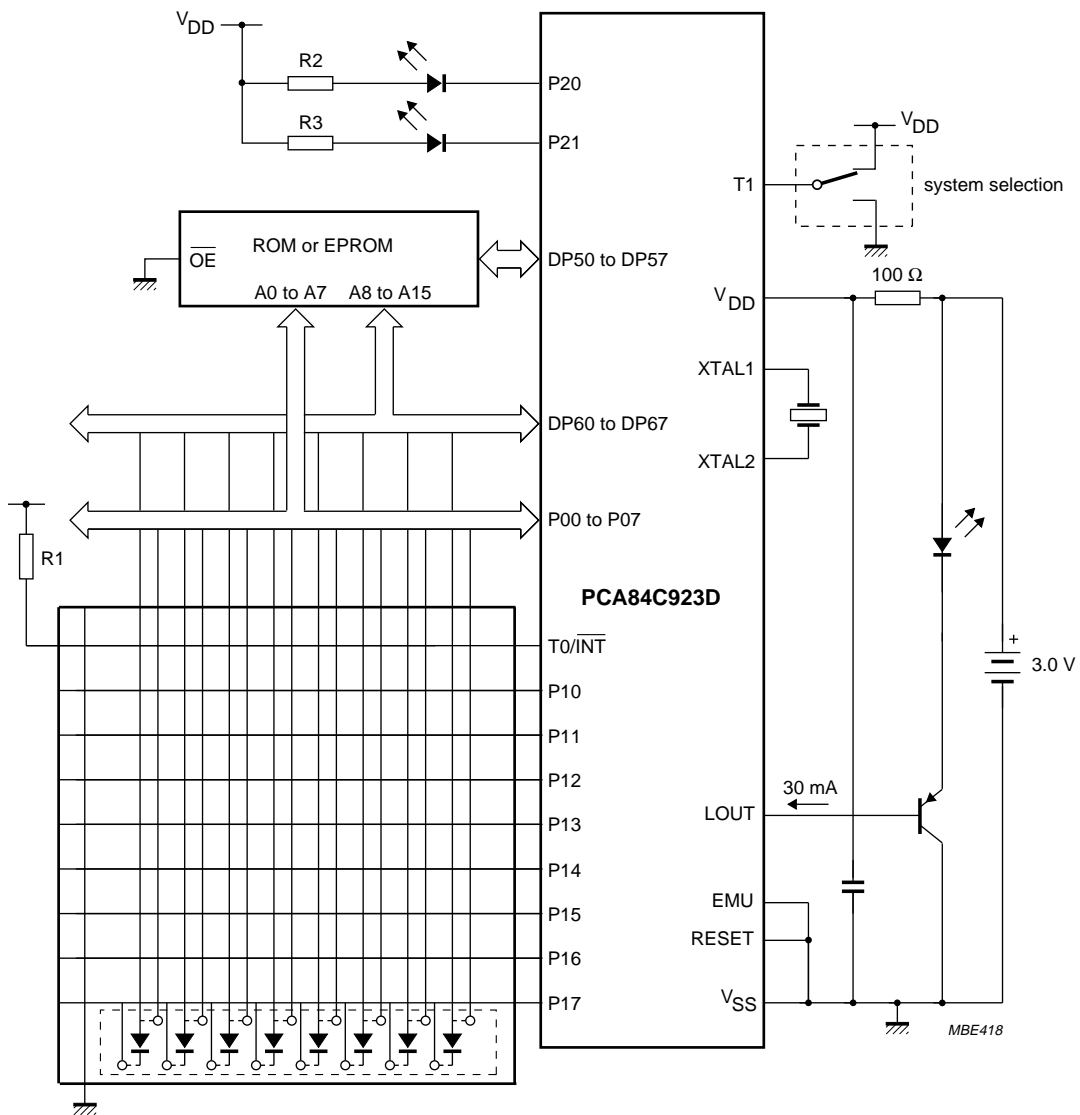 VDD
R2
P20
R3
P21
VDD
T1
system selection
ROM or EPROM
OE
A0 to A7 A8 to A15
DP50 to DP57
100 Ω
VDD
XTAL1
DP60 to DP67
XTAL2
P00 to P07
R1
PCA84C923D
T0/INT
+
3.0 V
P10
P11
P12
30 mA
LOUT
P13
P14
P15
EMU
RESET
P16
P17
VSS
MBE418